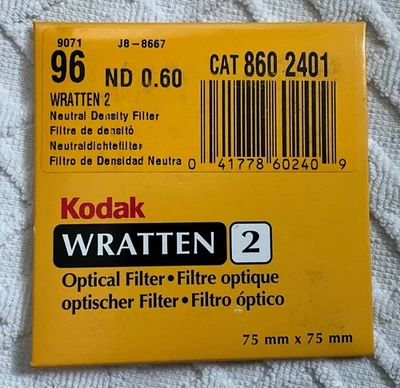 9071 J8-8667
96 ND 0.60 CAT 860 2401
WRATTEN 2
Neutral Density Filter
Filtre de densitò
Neutraldichtefilter
Filtro de Densidad Neutra
0 41778 60240 9
Kodak
WRATTEN 2
Optical Filter • Filtre optique
optischer Filter • Filtro óptico
75 mm x 75 mm